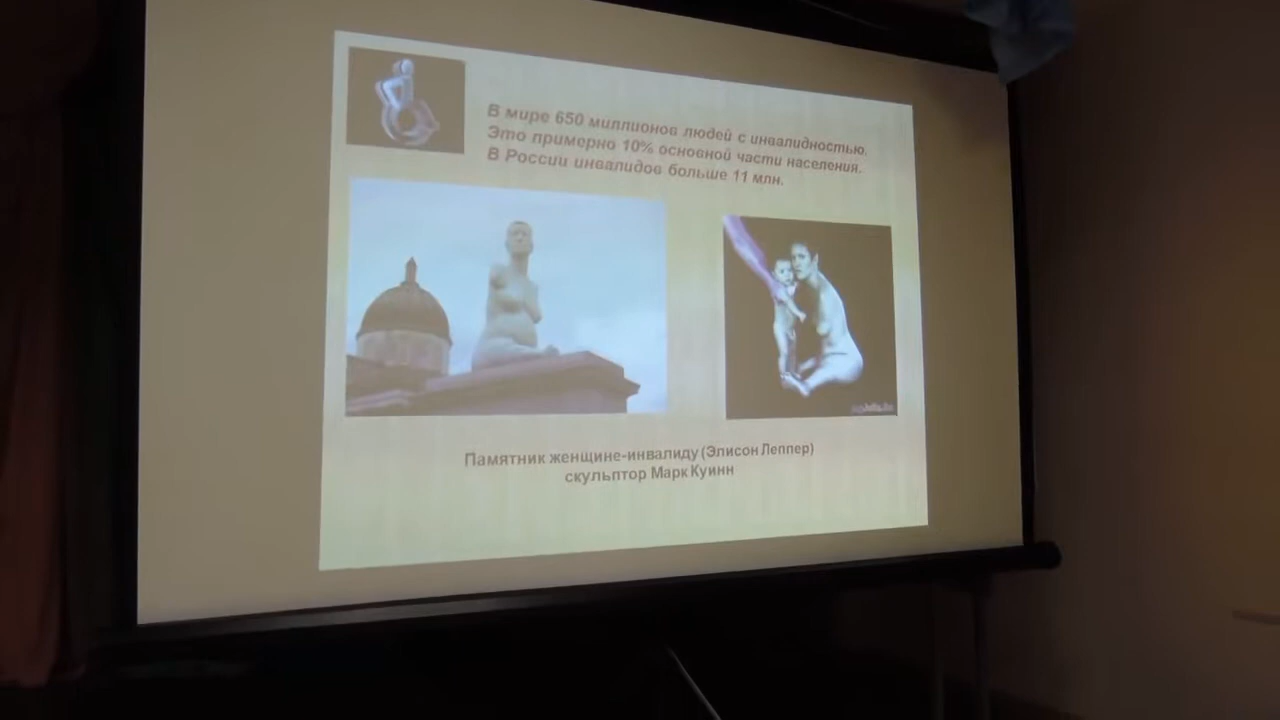 В мире 650 миллионов людей с инвалидностью.
Это примерно 10% основной части населения.
В России инвалидов больше 11 млн.
Памятник женщине-инвалиду (Элисон Леппер)
скульптор Марк Куинн